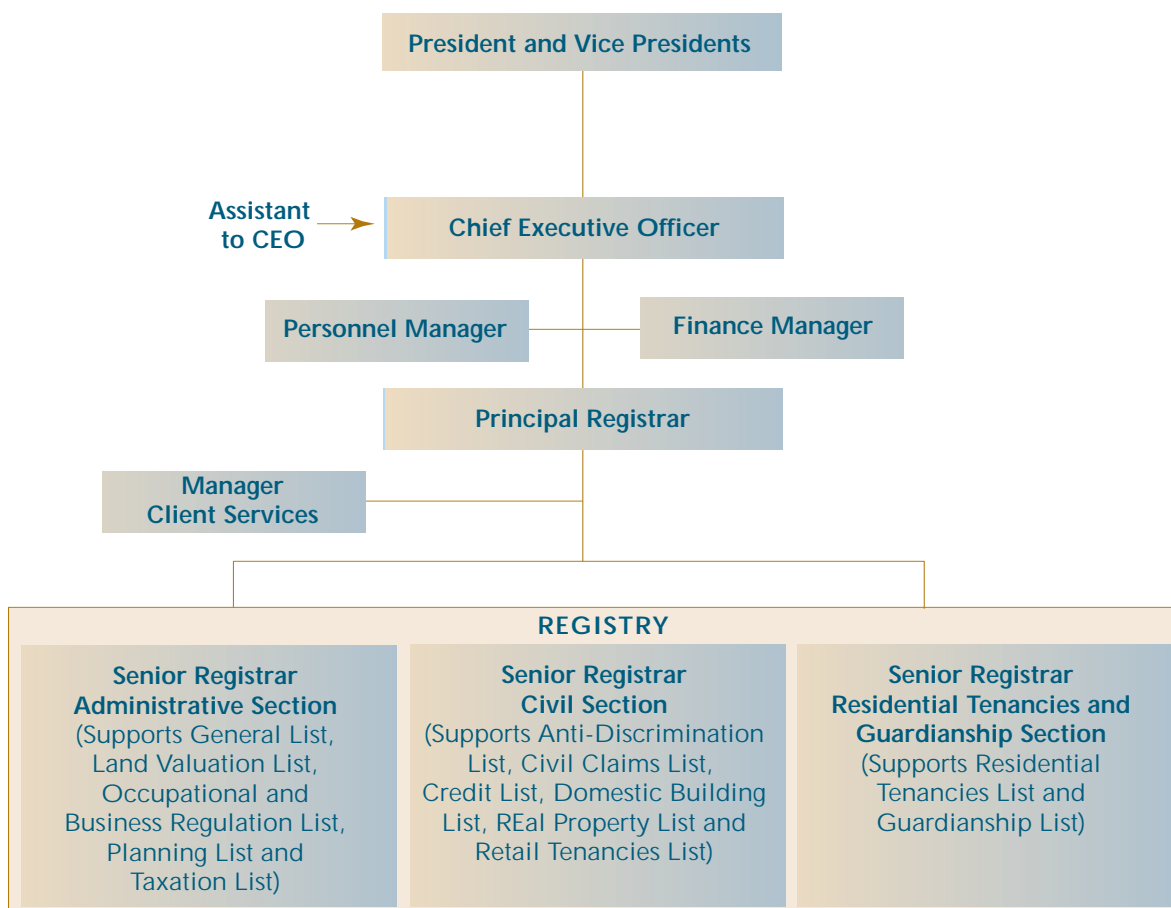 President and Vice Presidents
Assistant
to CEO
Chief Executive Officer
Personnel Manager
Finance Manager
Principal Registrar
Manager
Client Services
REGISTRY
Senior Registrar
Administrative Section
(Supports General List,
Land Valuation List,
Occupational and
Business Regulation List,
Planning List and
Taxation List)
Senior Registrar
Civil Section
(Supports Anti-Discrimination
List, Civil Claims List,
Credit List, Domestic Building
List, REal Property List and
Retail Tenancies List)
Senior Registrar
Residential Tenancies and
Guardianship Section
(Supports Residential
Tenancies List and
Guardianship List)